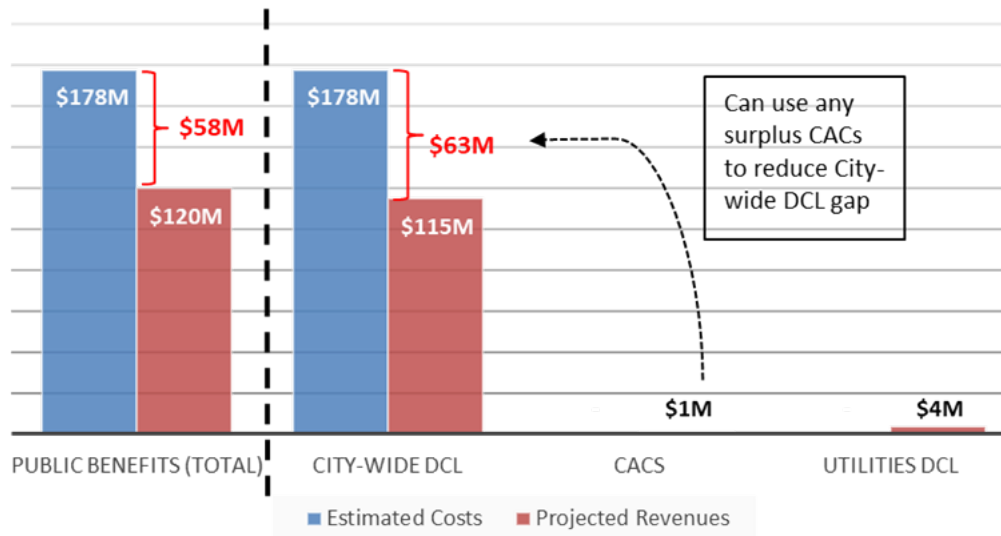 $178M
$58M
$120M
$178M
$63M
$115M
Can use any
surplus CACs
to reduce City-
wide DCL gap
$1M
$4M
PUBLIC BENEFITS (TOTAL)
CITY-WIDE DCL
CACS
UTILITIES DCL
Estimated Costs
Projected Revenues